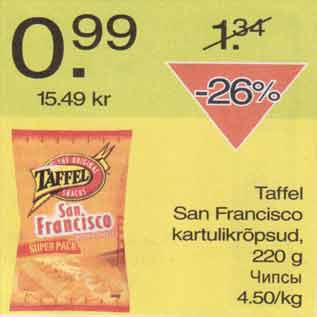 0.99
15.49 kr
1.34
-26%
THE ORIGINAL
TAFFEL
SNACKS
San
Francisco
SUPER PACK
Taffel
San Francisco
kartulikrõpsud,
220 g
Чипсы
4.50/kg